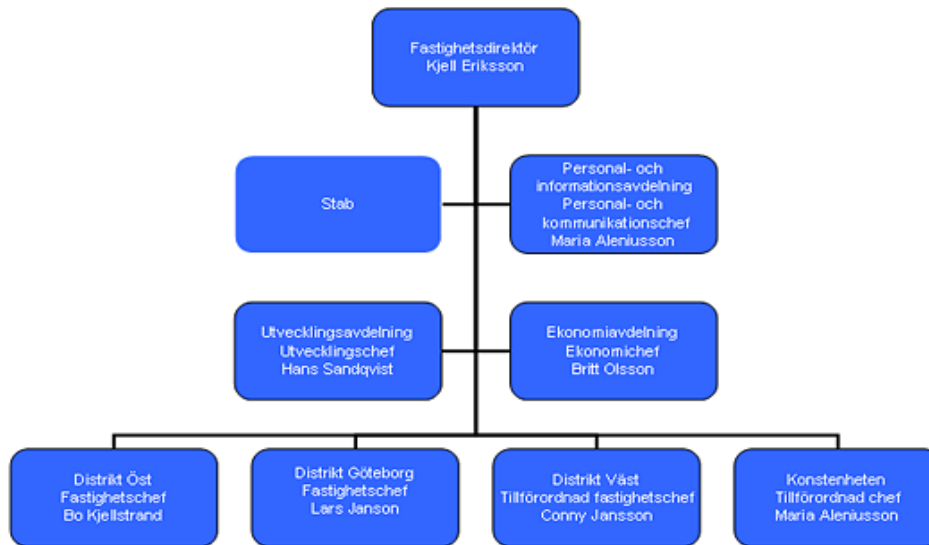 Fastighetsdirektör
Kjell Eriksson
Stab
Personal- och
informationsavdelning
Personal- och
kommunikationschef
Maria Aleniusson
Utvecklingsavdelning
Utvecklingschef
Hans Sandqvist
Ekonomiavdelning
Ekonomichef
Britt Olsson
Distrikt Öst
Fastighetschef
Bo Kjellstrand
Distrikt Göteborg
Fastighetschef
Lars Janson
Distrikt Väst
Tillförordnad fastighetschef
Conny Jansson
Konstenheten
Tillförordnad chef
Maria Aleniusson